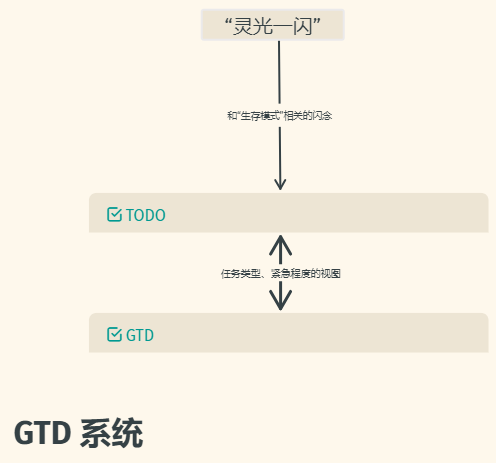 “灵光一闪”
和“生存模式”相关的闪念
TODO
任务类型、紧急程度的视图
GTD
GTD 系统